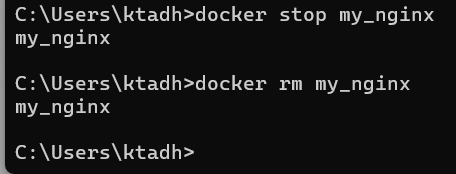 C:\Users\ktadh>docker stop my_nginx
my_nginx
C:\Users\ktadh>docker rm my_nginx
my_nginx
C:\Users\ktadh>